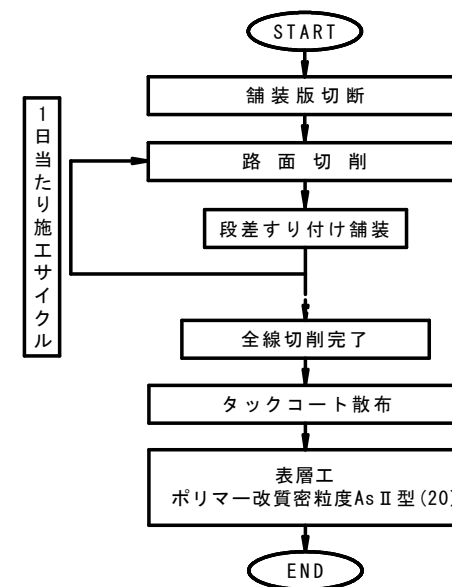 START
舗装版切断
1日当たり施工サイクル
路面切削
段差すり付け舗装
全線切削完了
タックコート散布
表層工
ポリマー改質密粒度AsⅡ型(20)
END